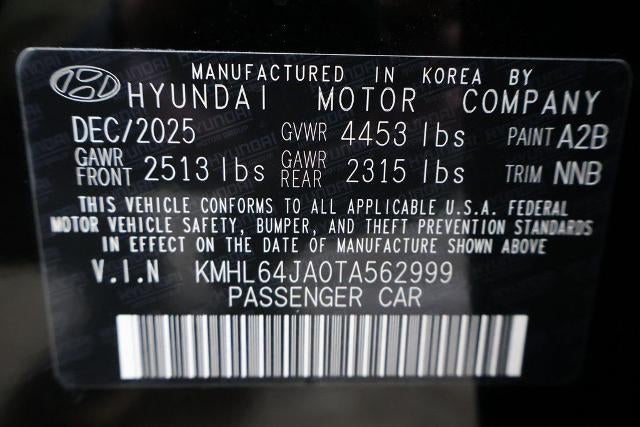 MANUFACTURED IN KOREA BY
HYUNDAI MOTOR COMPANY
DEC/2025 GVWR 4453 lbs PAINT A2B
GAWR FRONT 2513 lbs GAWR REAR 2315 lbs TRIM NNB
THIS VEHICLE CONFORMS TO ALL APPLICABLE U.S.A. FEDERAL
MOTOR VEHICLE SAFETY, BUMPER, AND THEFT PREVENTION STANDARDS
IN EFFECT ON THE DATE OF MANUFACTURE SHOWN ABOVE
V.I.N KMHL64JA0TA562999
PASSENGER CAR